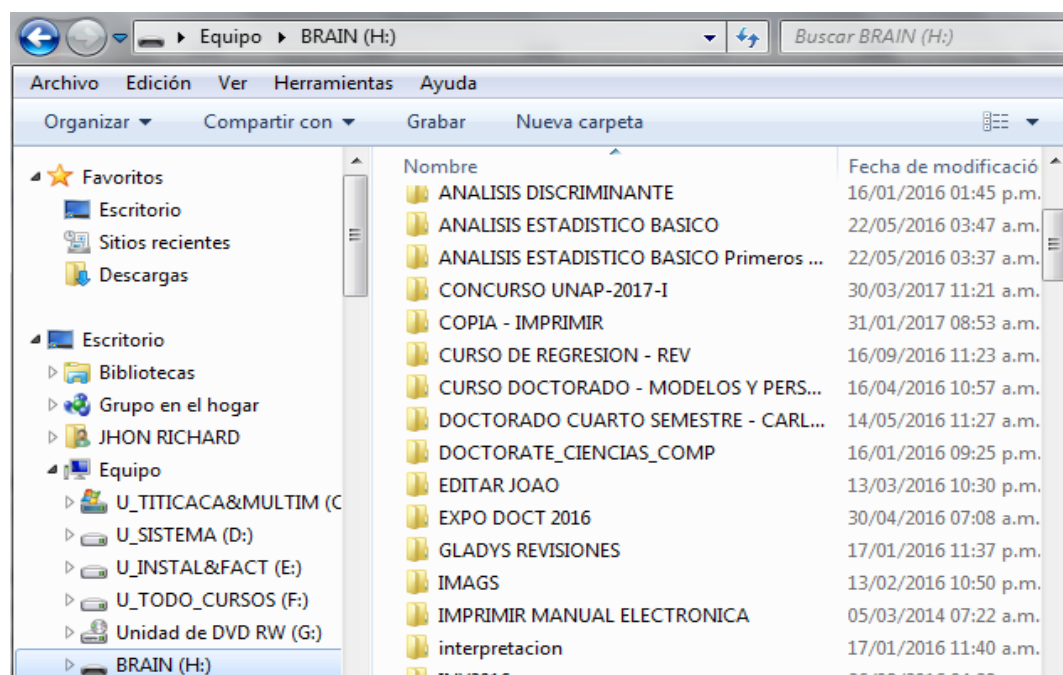 Equipo BRAIN (H:) Buscar BRAIN (H:)
Archivo Edición Ver Herramientas Ayuda
Organizar Compartir con Grabar Nueva carpeta
Favoritos
Escritorio
Sitios recientes
Descargas
Escritorio
Bibliotecas
Grupo en el hogar
JHON RICHARD
Equipo
U_TITICACA&MULTIM (C
U_SISTEMA (D:)
U_INSTAL&FACT (E:)
U_TODO_CURSOS (F:)
Unidad de DVD RW (G:)
BRAIN (H:)
Nombre Fecha de modificació
ANALISIS DISCRIMINANTE 16/01/2016 01:45 p.m.
ANALISIS ESTADISTICO BASICO 22/05/2016 03:47 a.m.
ANALISIS ESTADISTICO BASICO Primeros ... 22/05/2016 03:37 a.m.
CONCURSO UNAP-2017-I 30/03/2017 11:21 a.m.
COPIA - IMPRIMIR 31/01/2017 08:53 a.m.
CURSO DE REGRESION - REV 16/09/2016 11:23 a.m.
CURSO DOCTORADO - MODELOS Y PERS... 16/04/2016 10:57 a.m.
DOCTORADO CUARTO SEMESTRE - CARL... 14/05/2016 11:27 a.m.
DOCTORATE_CIENCIAS_COMP 16/01/2016 09:25 p.m.
EDITAR JOAO 13/03/2016 10:30 p.m.
EXPO DOCT 2016 30/04/2016 07:08 a.m.
GLADYS REVISIONES 17/01/2016 11:37 p.m.
IMAGS 13/02/2016 10:50 p.m.
IMPRIMIR MANUAL ELECTRONICA 05/03/2014 07:22 a.m.
interpretacion 17/01/2016 11:40 a.m.